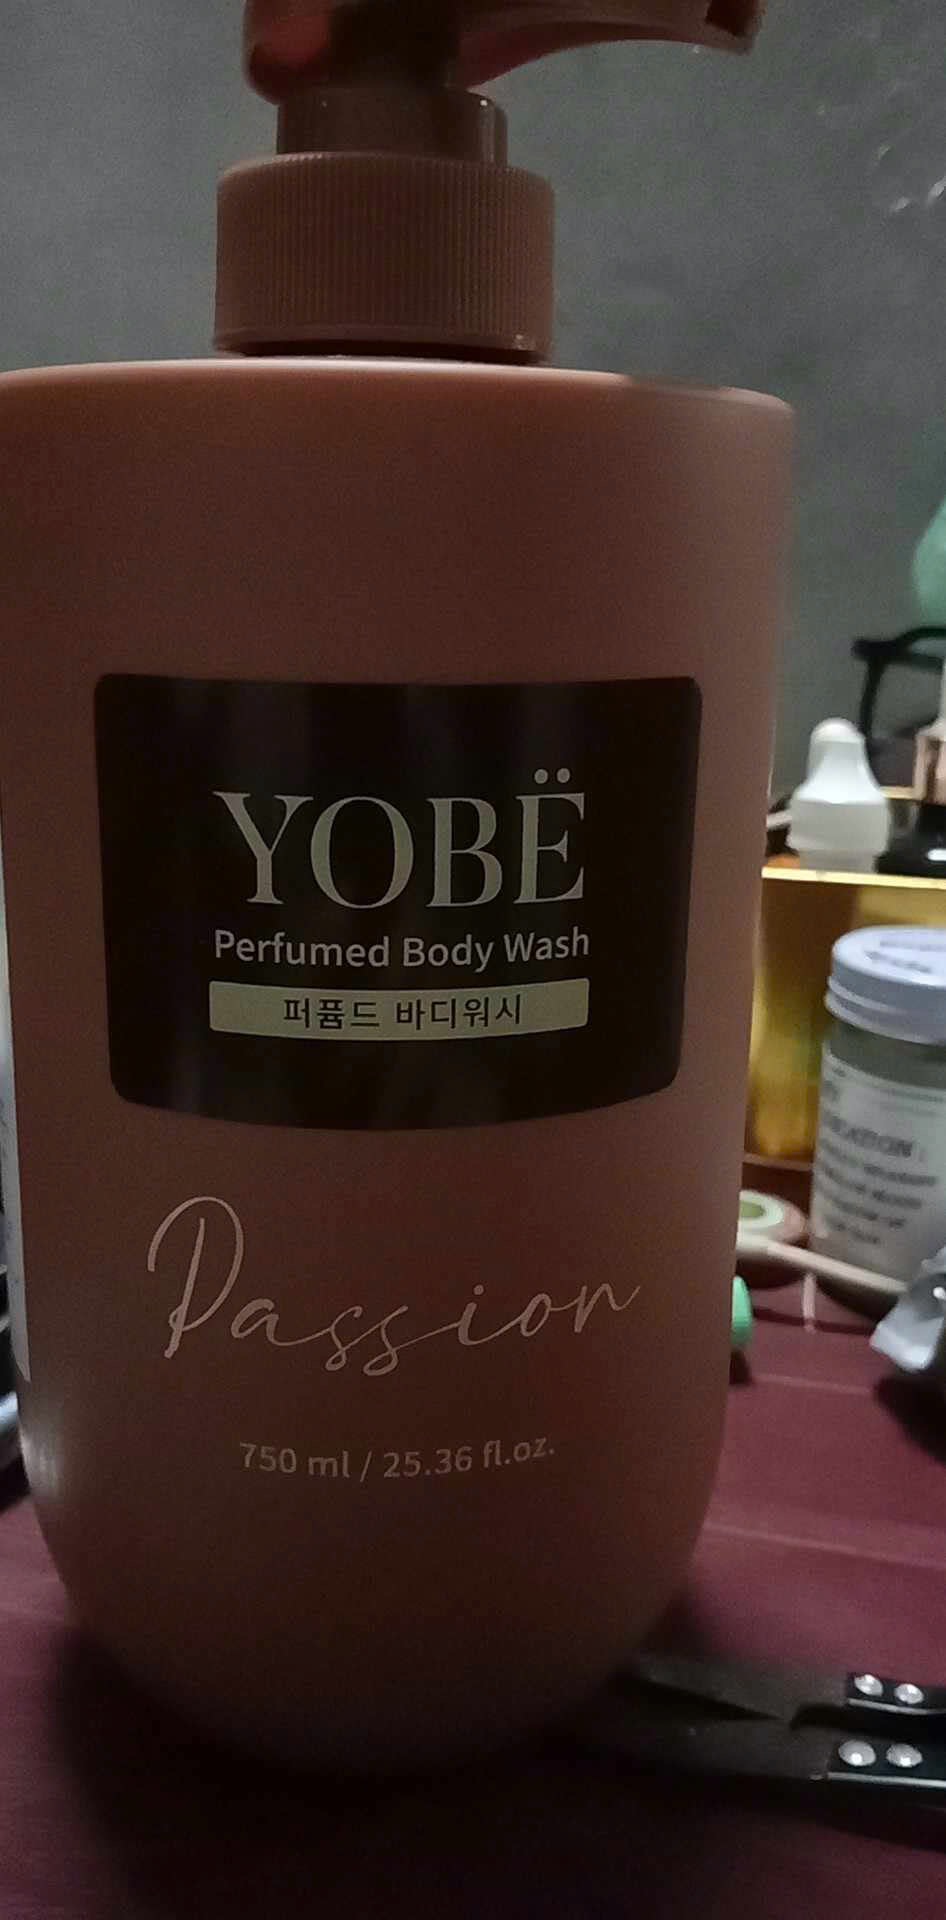 YOBË
Perfumed Body Wash
퍼퓸드 바디워시
Passion
750 ml / 25.36 fl.oz.